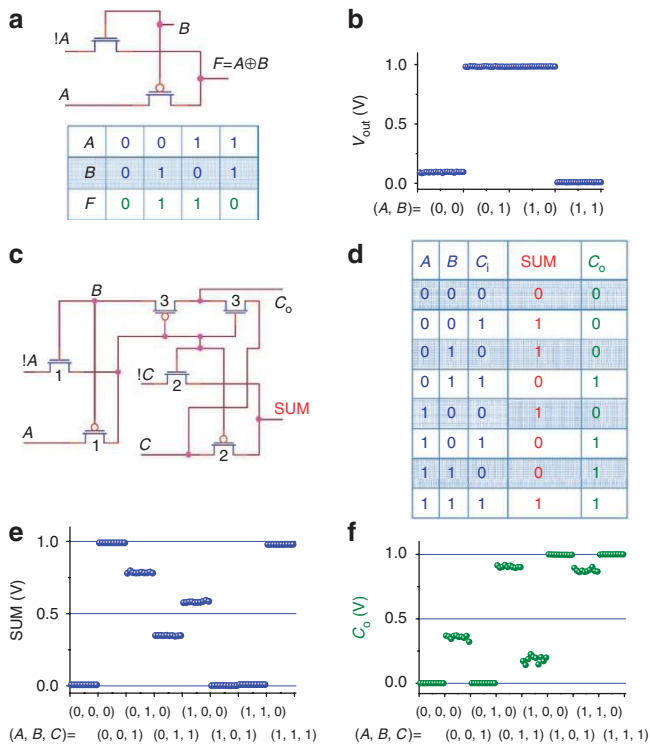 a
!A
B
F=A⊕B
A
A 0 0 1 1
B 0 1 0 1
F 0 1 1 0
b
Vout (V)
1.0
0.5
0.0
(A, B)= (0, 0) (0, 1) (1, 0) (1, 1)
c
B
3
3
Co
!A
1
!C
2
SUM
A
1
C
2
d
A B Ci SUM Co
0 0 0 0 0
0 0 1 1 0
0 1 0 1 0
0 1 1 0 1
1 0 0 1 0
1 0 1 0 1
1 1 0 0 1
1 1 1 1 1
e
SUM (V)
1.0
0.5
0.0
(0, 0, 0) (0, 1, 0) (1, 0, 0) (1, 1, 0)
(A, B, C)= (0, 0, 1) (0, 1, 1) (1, 0, 1) (1, 1, 1)
f
Co (V)
1.0
0.5
0.0
(0, 0, 0) (0, 1, 0) (1, 0, 0) (1, 1, 0)
(A, B, C)= (0, 0, 1) (0, 1, 1) (1, 0, 1) (1, 1, 1)